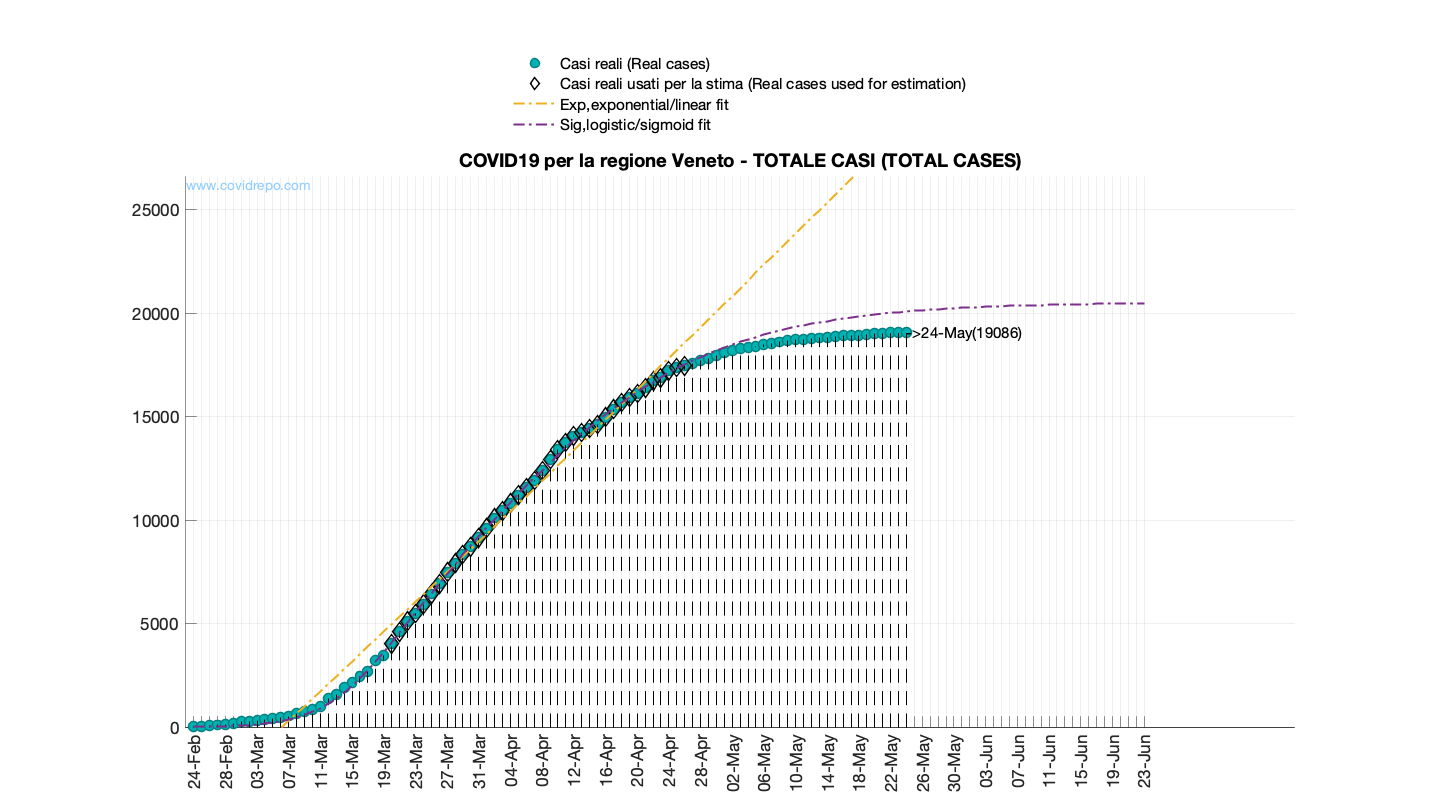 Casi reali (Real cases)
Casi reali usati per la stima (Real cases used for estimation)
Exp,exponential/linear fit
Sig,logistic/sigmoid fit
COVID19 per la regione Veneto - TOTALE CASI (TOTAL CASES)
www.covidrepo.com
25000
20000
15000
10000
5000
0
>24-May(19086)
24-Feb
28-Feb
03-Mar
07-Mar
11-Mar
15-Mar
19-Mar
23-Mar
27-Mar
31-Mar
04-Apr
08-Apr
12-Apr
16-Apr
20-Apr
24-Apr
28-Apr
02-May
06-May
10-May
14-May
18-May
22-May
26-May
30-May
03-Jun
07-Jun
11-Jun
15-Jun
19-Jun
23-Jun